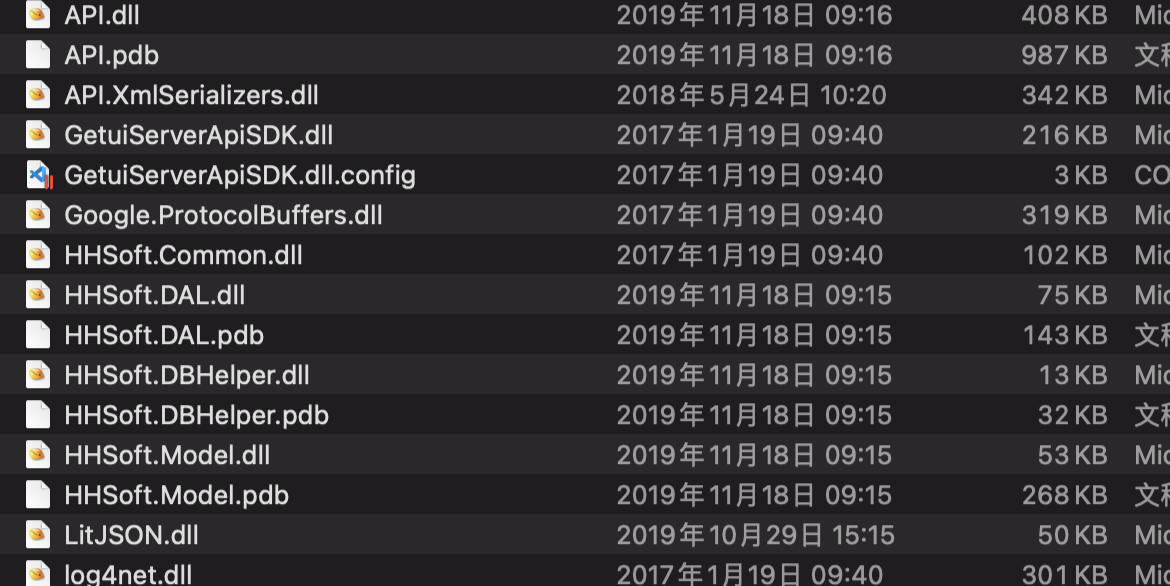 API.dll 2019年11月18日 09:16 408 KB Mic
API.pdb 2019年11月18日 09:16 987 KB 文稿
API.XmlSerializers.dll 2018年5月24日 10:20 342 KB Mic
GetuiServerApiSDK.dll 2017年1月19日 09:40 216 KB Mic
GetuiServerApiSDK.dll.config 2017年1月19日 09:40 3 KB CO
Google.ProtocolBuffers.dll 2017年1月19日 09:40 319 KB Mic
HHSoft.Common.dll 2017年1月19日 09:40 102 KB Mic
HHSoft.DAL.dll 2019年11月18日 09:15 75 KB Mic
HHSoft.DAL.pdb 2019年11月18日 09:15 143 KB 文稿
HHSoft.DBHelper.dll 2019年11月18日 09:15 13 KB Mic
HHSoft.DBHelper.pdb 2019年11月18日 09:15 32 KB 文稿
HHSoft.Model.dll 2019年11月18日 09:15 53 KB Mic
HHSoft.Model.pdb 2019年11月18日 09:15 268 KB 文稿
LitJSON.dll 2019年10月29日 15:15 50 KB Mic
log4net.dll 2017年1月19日 09:40 301 KB Mic